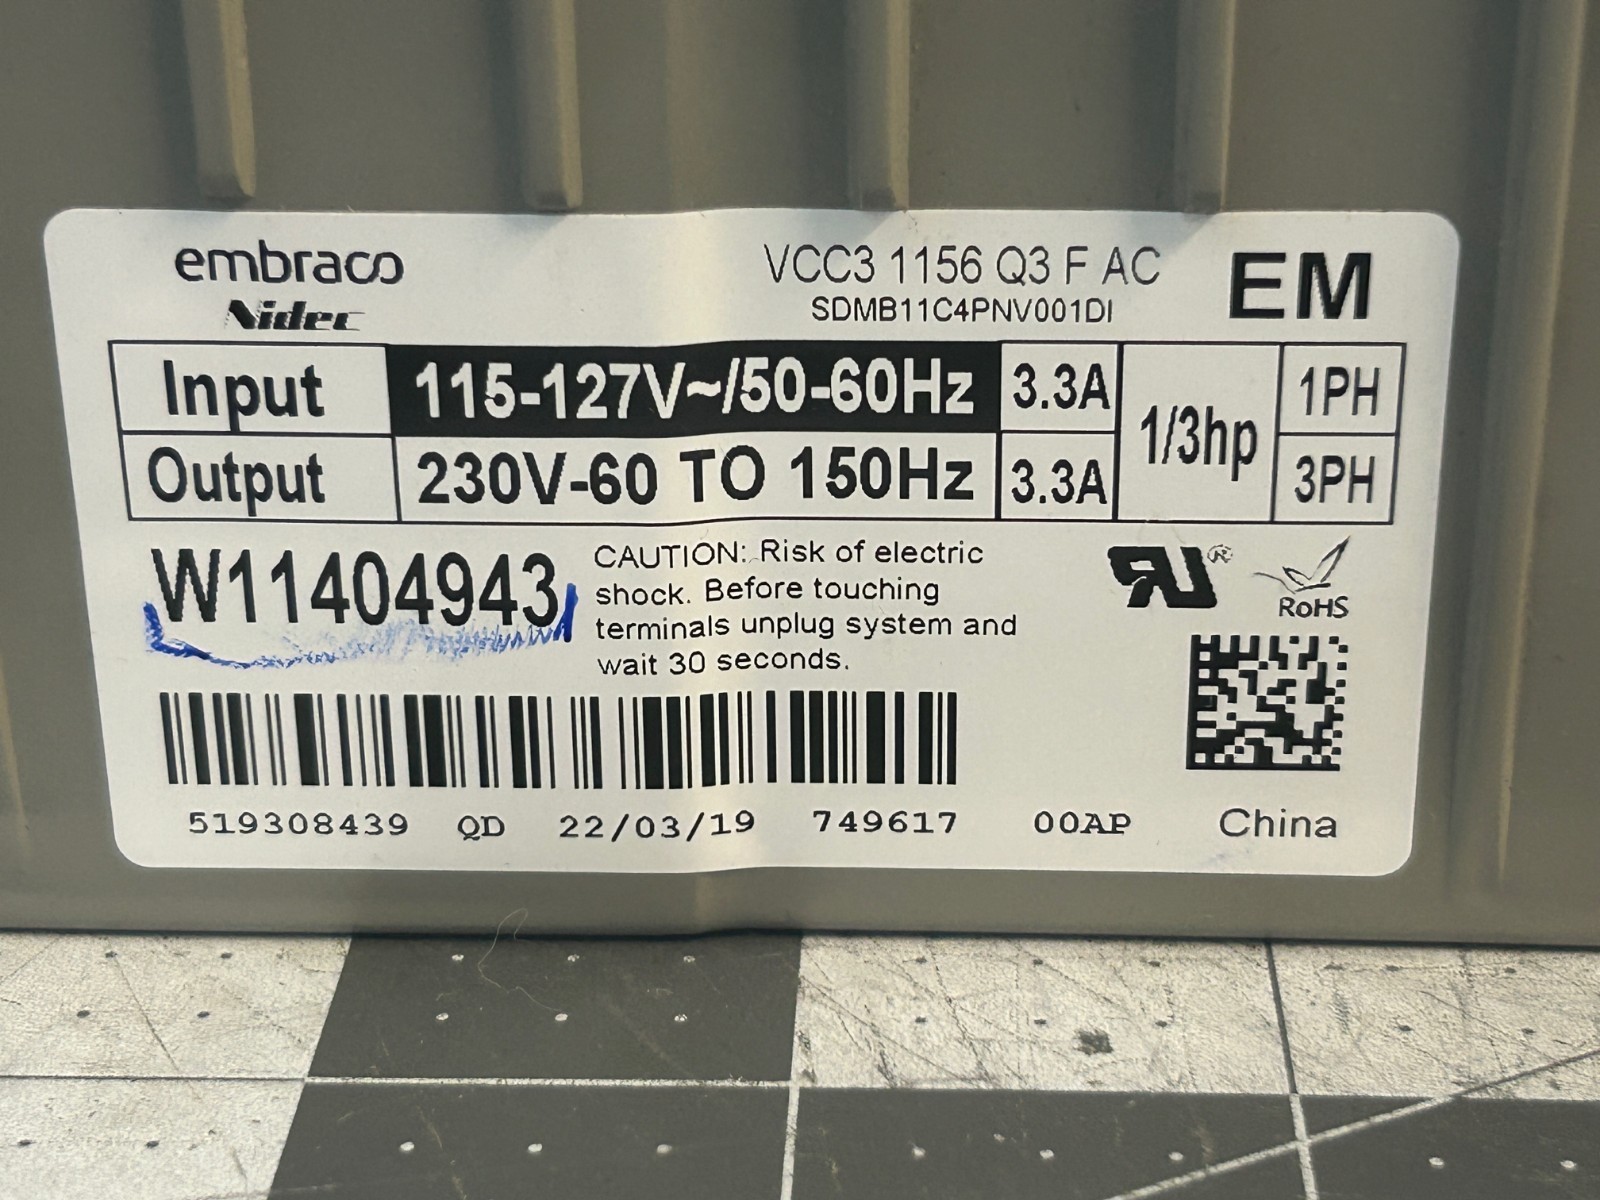 embraco
Nidec
VCC3 1156 Q3 F AC
SDMB11C4PNV001DI
EM
Input 115-127V~/50-60Hz 3.3A 1/3hp 1PH
Output 230V-60 TO 150Hz 3.3A 3PH
W11404943
CAUTION: Risk of electric
shock. Before touching
terminals unplug system and
wait 30 seconds.
RU ®
RoHS
519308439 QD 22/03/19 749617 00AP China